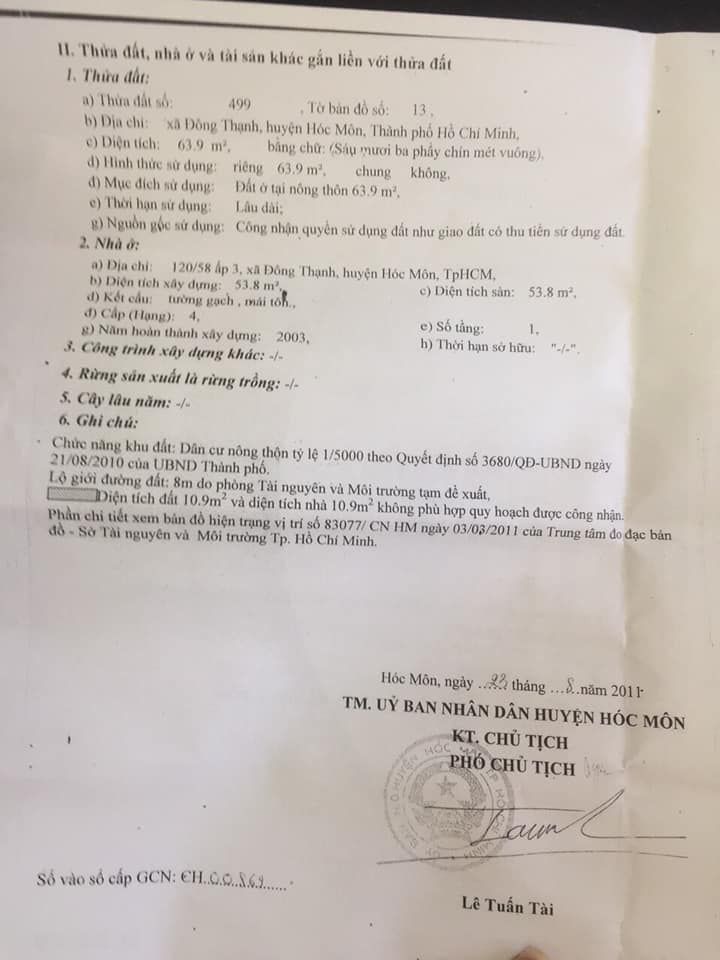 II. Thửa đất, nhà ở và tài sản khác gắn liền với thửa đất
1. Thửa đất:
a) Thửa đất số: 499 , Tờ bản đồ số: 13 ,
b) Địa chỉ: xã Đông Thạnh, huyện Hóc Môn, Thành phố Hồ Chí Minh,
c) Diện tích: 63.9 m², bằng chữ: (Sáu mươi ba phẩy chín mét vuông),
d) Hình thức sử dụng: riêng 63.9 m², chung không,
đ) Mục đích sử dụng: Đất ở tại nông thôn 63.9 m²,
e) Thời hạn sử dụng: Lâu dài;
g) Nguồn gốc sử dụng: Công nhận quyền sử dụng đất như giao đất có thu tiền sử dụng đất.
2. Nhà ở:
a) Địa chỉ: 120/58 ấp 3, xã Đông Thạnh, huyện Hóc Môn, TpHCM,
b) Diện tích xây dựng: 53.8 m², c) Diện tích sàn: 53.8 m²,
d) Kết cấu: tường gạch , mái tôn.,
đ) Cấp (Hạng): 4, e) Số tầng: 1,
g) Năm hoàn thành xây dựng: 2003, h) Thời hạn sở hữu: "-/-".
3. Công trình xây dựng khác: -/-
4. Rừng sản xuất là rừng trồng: -/-
5. Cây lâu năm: -/-
6. Ghi chú:
Chức năng khu đất: Dân cư nông thôn tỷ lệ 1/5000 theo Quyết định số 3680/QĐ-UBND ngày
21/08/2010 của UBND Thành phố,
Lộ giới đường đất: 8m do phòng Tài nguyên và Môi trường tạm đề xuất,
Diện tích đất 10.9m² và diện tích nhà 10.9m² không phù hợp quy hoạch được công nhận.
Phần chi tiết xem bản đồ hiện trạng vị trí số 83077/ CN HM ngày 03/03/2011 của Trung tâm đo đạc bản
đồ - Sở Tài nguyên và Môi trường Tp. Hồ Chí Minh.
Hóc Môn, ngày ..23 tháng ...8..năm 2011
TM. UỶ BAN NHÂN DÂN HUYỆN HÓC MÔN
KT. CHỦ TỊCH
PHÓ CHỦ TỊCH
Số vào sổ cấp GCN: CH..00869......
Lê Tuấn Tài